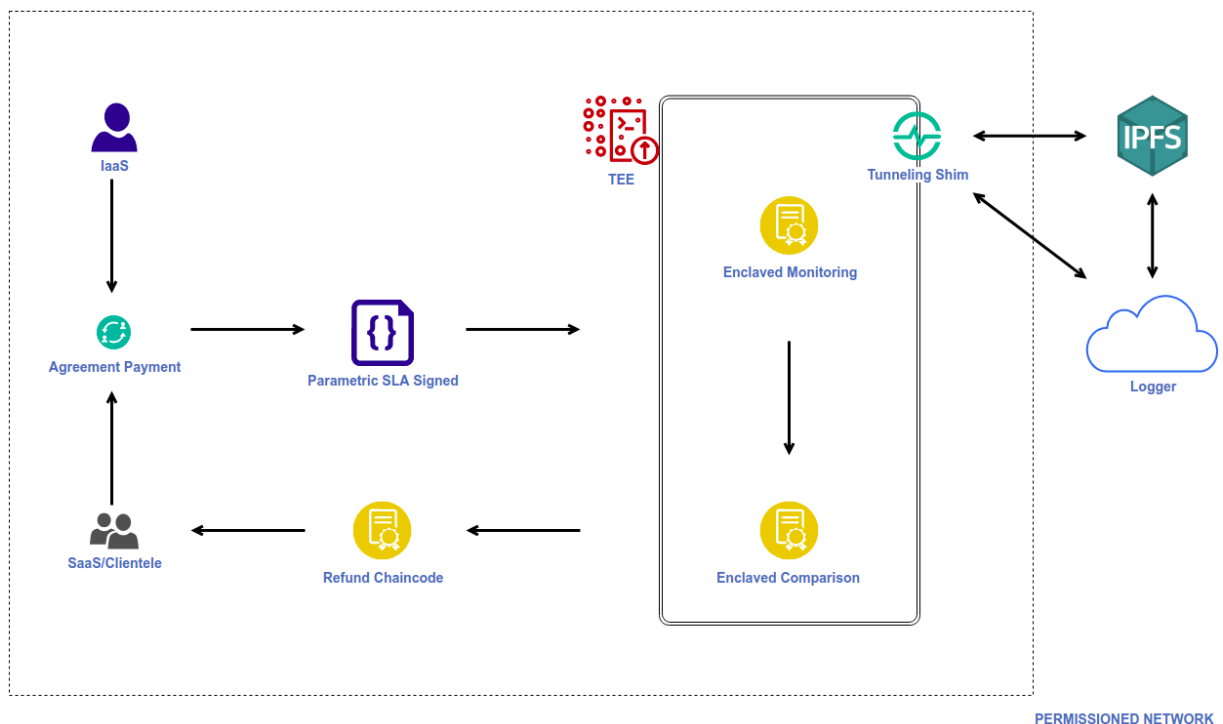 IaaS
TEE
Tunneling Shim
IPFS
Enclaved Monitoring
Agreement Payment
Parametric SLA Signed
{}
Logger
SaaS/Clientele
Refund Chaincode
Enclaved Comparison
PERMISSIONED NETWORK